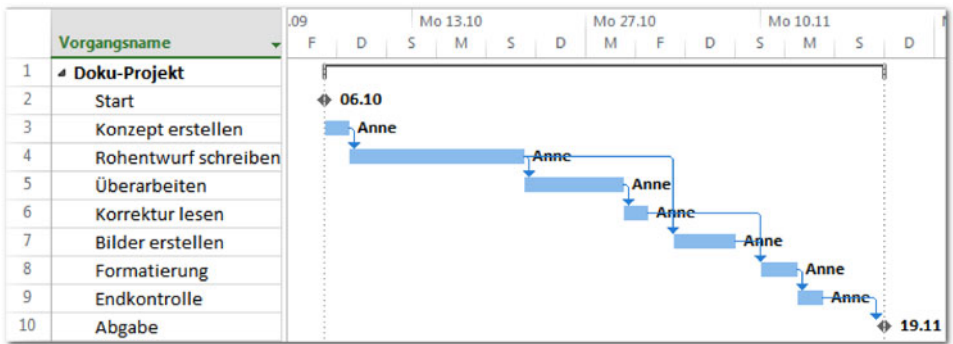 .09 Mo 13.10 Mo 27.10 Mo 10.11
Vorgangsname F D S M S D M F D S M S D
1 Doku-Projekt
2 Start 06.10
3 Konzept erstellen Anne
4 Rohentwurf schreiben Anne
5 Überarbeiten Anne
6 Korrektur lesen Anne
7 Bilder erstellen Anne
8 Formatierung Anne
9 Endkontrolle Anne
10 Abgabe 19.11